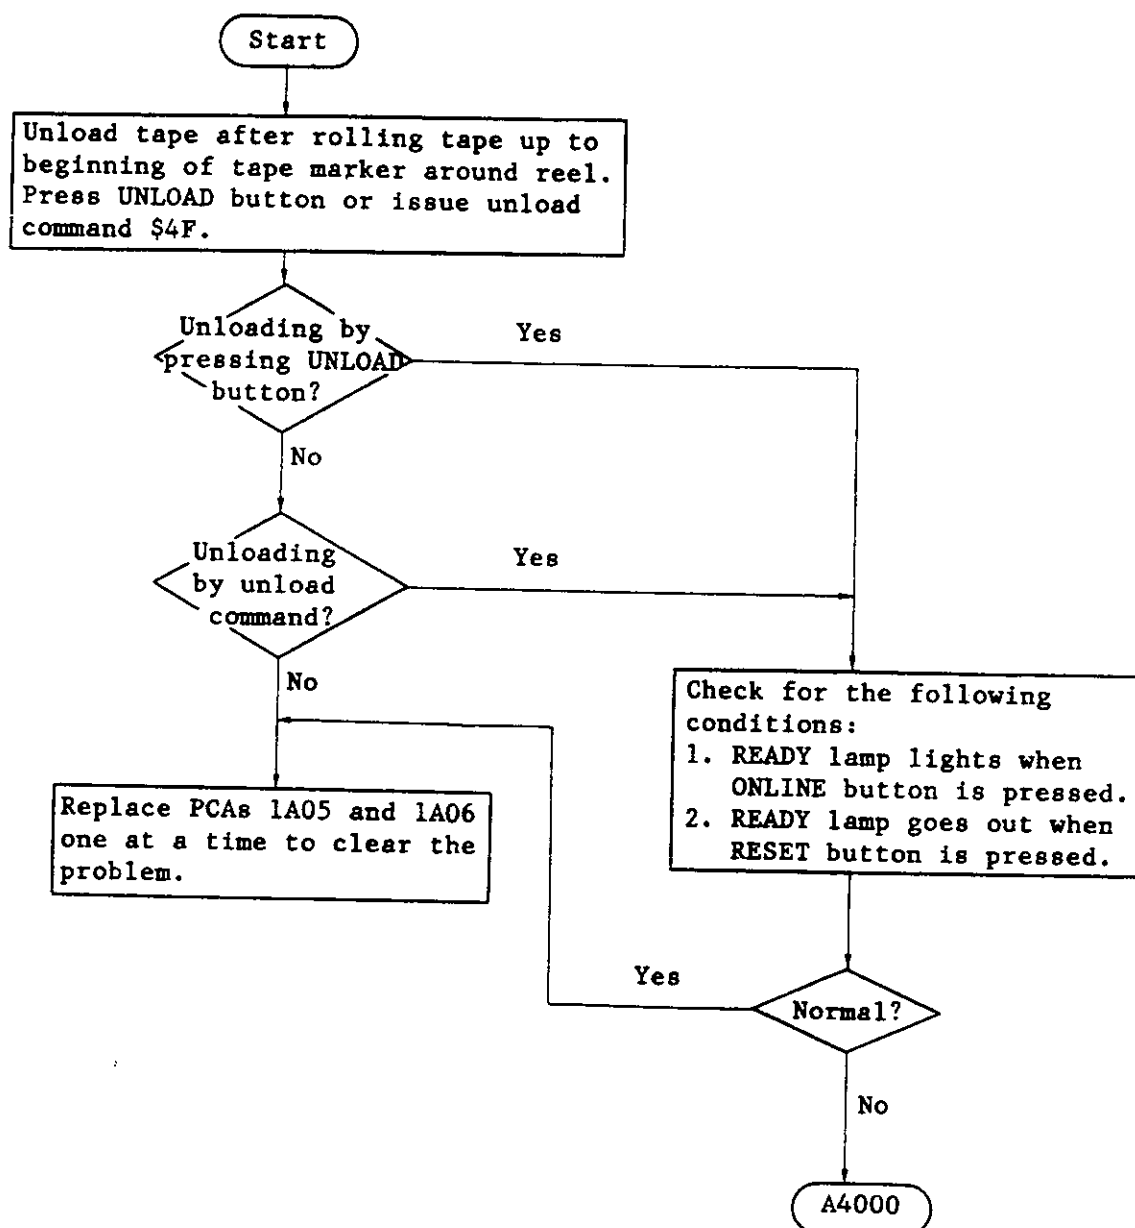 Start
Unload tape after rolling tape up to
beginning of tape marker around reel.
Press UNLOAD button or issue unload
command $4F.
Unloading by
pressing UNLOAD
button?
Yes
No
Unloading
by unload
command?
Yes
No
Check for the following
conditions:
1. READY lamp lights when
ONLINE button is pressed.
2. READY lamp goes out when
RESET button is pressed.
Replace PCAs 1A05 and 1A06
one at a time to clear the
problem.
Yes
Normal?
No
A4000